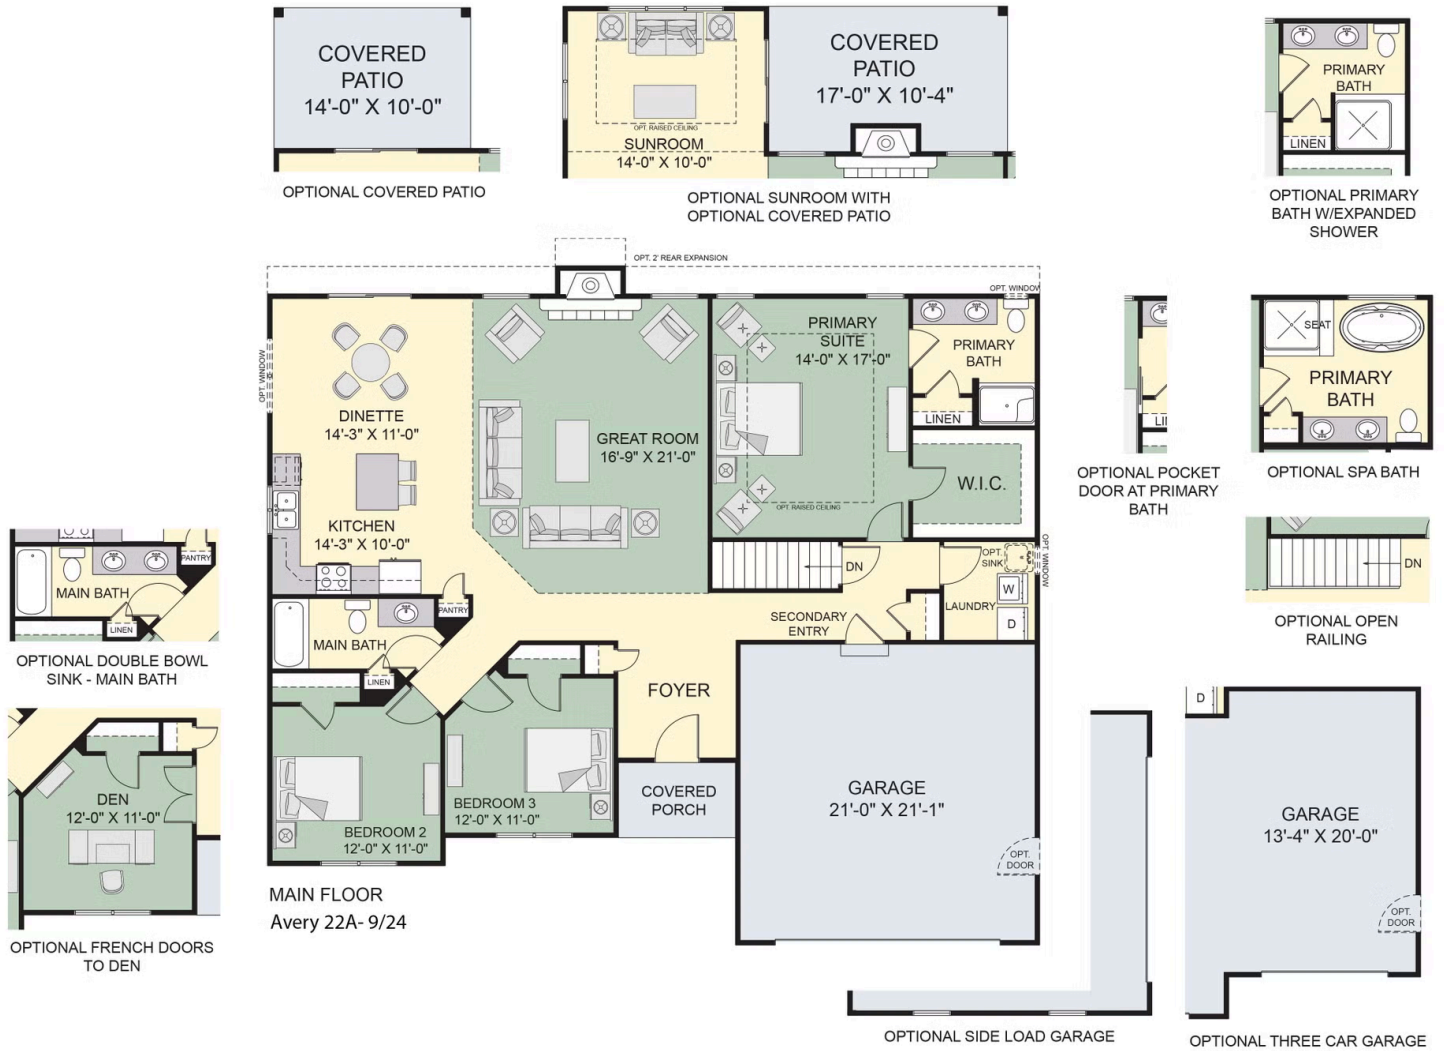 COVERED
PATIO
14'-0" X 10'-0"
OPTIONAL COVERED PATIO
OPT. RAISED CEILING
SUNROOM
14'-0" X 10'-0"
COVERED
PATIO
17'-0" X 10'-4"
OPTIONAL SUNROOM WITH
OPTIONAL COVERED PATIO
PRIMARY
BATH
LINEN
OPTIONAL PRIMARY
BATH W/EXPANDED
SHOWER
OPT. 2' REAR EXPANSION
OPT. WINDOW
OPT. WINDOW
DINETTE
14'-3" X 11'-0"
KITCHEN
14'-3" X 10'-0"
GREAT ROOM
16'-9" X 21'-0"
PRIMARY
SUITE
14'-0" X 17'-0"
OPT. RAISED CEILING
PRIMARY
BATH
LINEN
W.I.C.
DN
OPT.
SINK
OPT. WINDOW
W
LAUNDRY
D
SECONDARY
ENTRY
PANTRY
MAIN BATH
LINEN
FOYER
BEDROOM 2
12'-0" X 11'-0"
BEDROOM 3
12'-0" X 11'-0"
COVERED
PORCH
GARAGE
21'-0" X 21'-1"
OPT.
DOOR
MAIN FLOOR
Avery 22A- 9/24
LI
OPTIONAL POCKET
DOOR AT PRIMARY
BATH
SEAT
PRIMARY
BATH
OPTIONAL SPA BATH
DN
OPTIONAL OPEN
RAILING
PANTRY
MAIN BATH
LINEN
OPTIONAL DOUBLE BOWL
SINK - MAIN BATH
DEN
12'-0" X 11'-0"
OPTIONAL FRENCH DOORS
TO DEN
OPTIONAL SIDE LOAD GARAGE
D
GARAGE
13'-4" X 20'-0"
OPT.
DOOR
OPTIONAL THREE CAR GARAGE